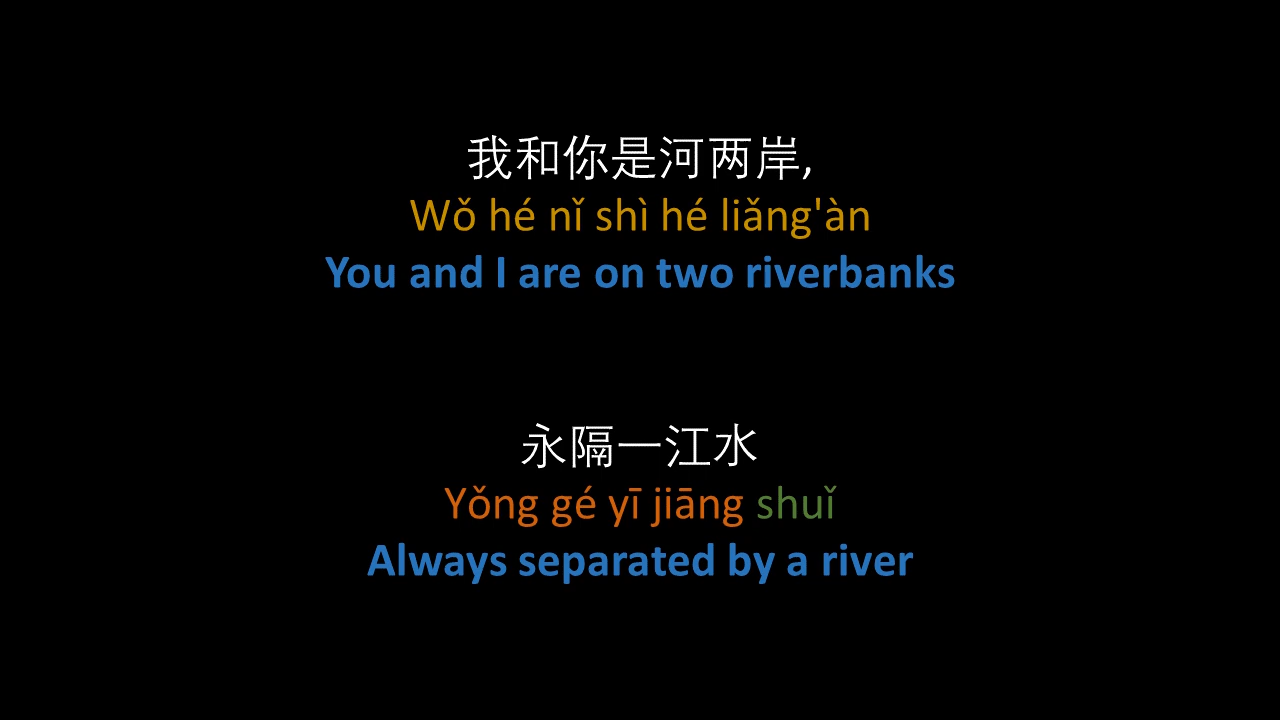 我和你是河两岸,
Wǒ hé nǐ shì hé liǎng'àn
You and I are on two riverbanks
永隔一江水
Yǒng gé yī jiāng shuǐ
Always separated by a river